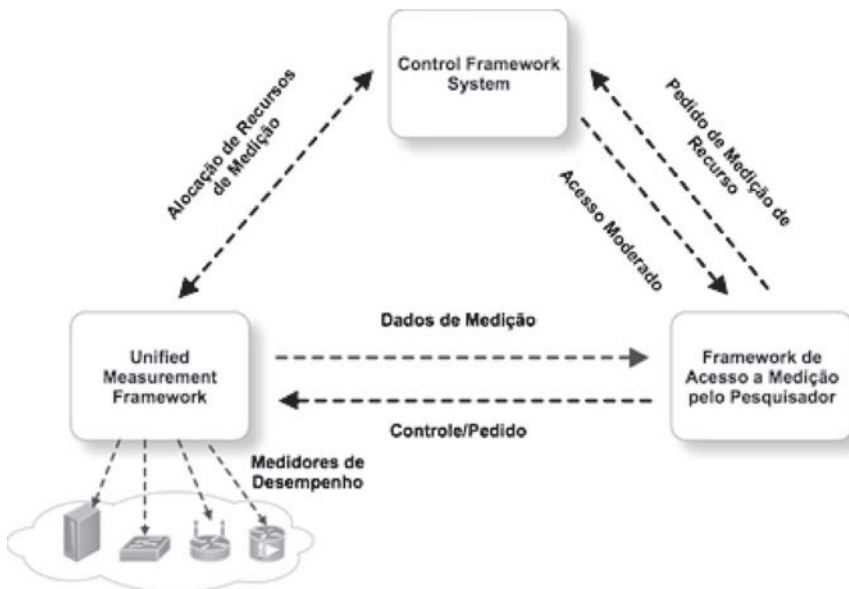 Control Framework
System
Alocação de Recursos
de Medição
Pedido de Medição de
Recurso
Acesso Moderado
Unified
Measurement
Framework
Dados de Medição
Framework de
Acesso a Medição
pelo Pesquisador
Controle/Pedido
Medidores de
Desempenho